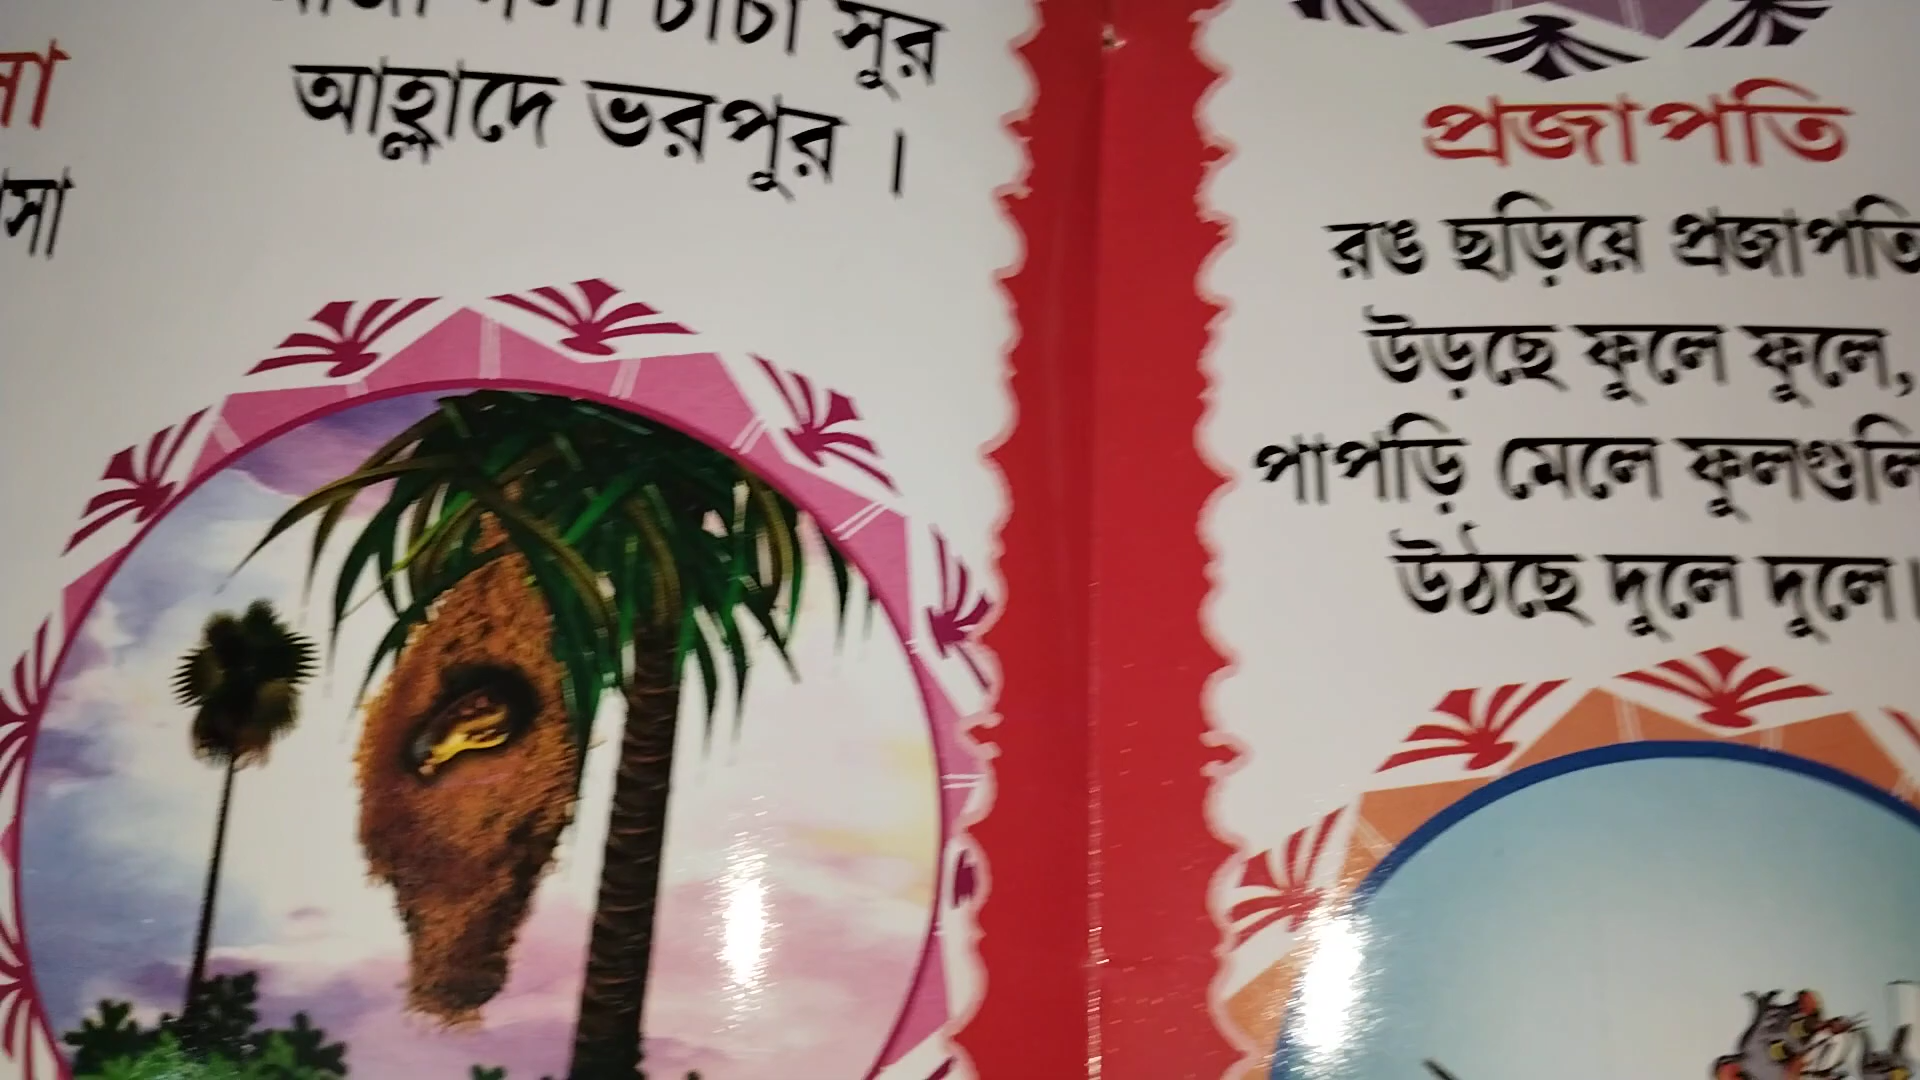 চাচা সুর
আহ্লাদে ভরপুর ।
প্রজাপতি
রঙ ছড়িয়ে প্রজাপতি
উড়ছে ফুলে ফুলে,
পাপড়ি মেলে ফুলগুলি
উঠছে দুলে দুলে।